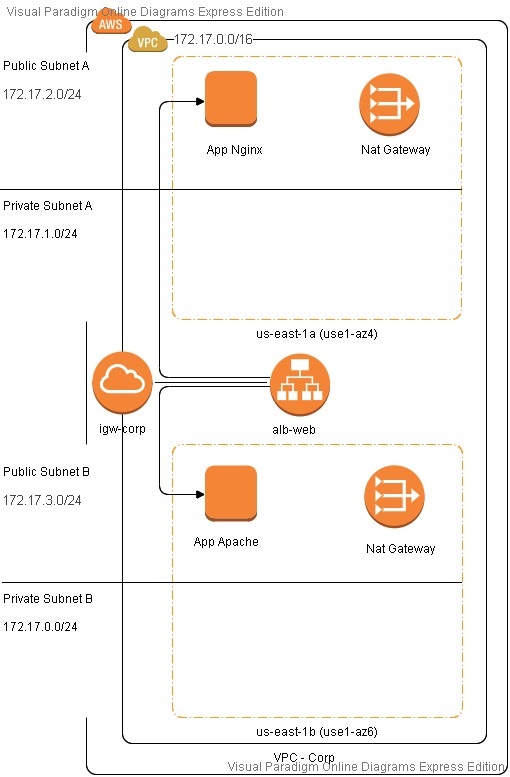 Visual Paradigm Online Diagrams Express Edition
AWS
VPC
172.17.0.0/16
Public Subnet A
172.17.2.0/24
App Nginx
Nat Gateway
Private Subnet A
172.17.1.0/24
us-east-1a (use1-az4)
igw-corp
alb-web
Public Subnet B
172.17.3.0/24
App Apache
Nat Gateway
Private Subnet B
172.17.0.0/24
us-east-1b (use1-az6)
VPC - Corp
Visual Paradigm Online Diagrams Express Edition